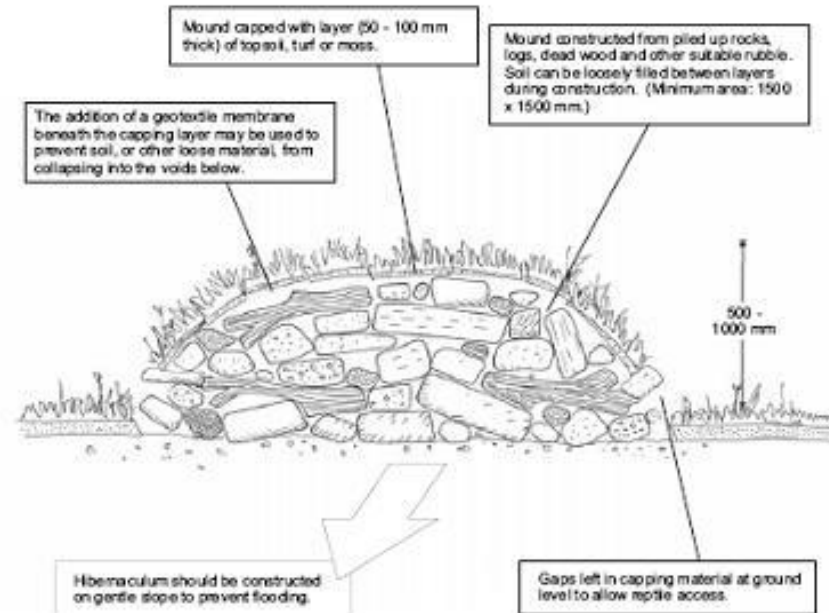 Mound capped with layer (50 - 100 mm
thick) of topsoil, turf or moss.
Mound constructed from piled up rocks,
logs, dead wood and other suitable rubble.
Soil can be loosely filled between layers
during construction. (Minimum area: 1500
x 1500 mm.)
The addition of a geotextile membrane
beneath the capping layer may be used to
prevent soil, or other loose material, from
collapsing into the voids below.
500 -
1000 mm
Hibernaculum should be constructed
on gentle slope to prevent flooding.
Gaps left in capping material at ground
level to allow reptile access.